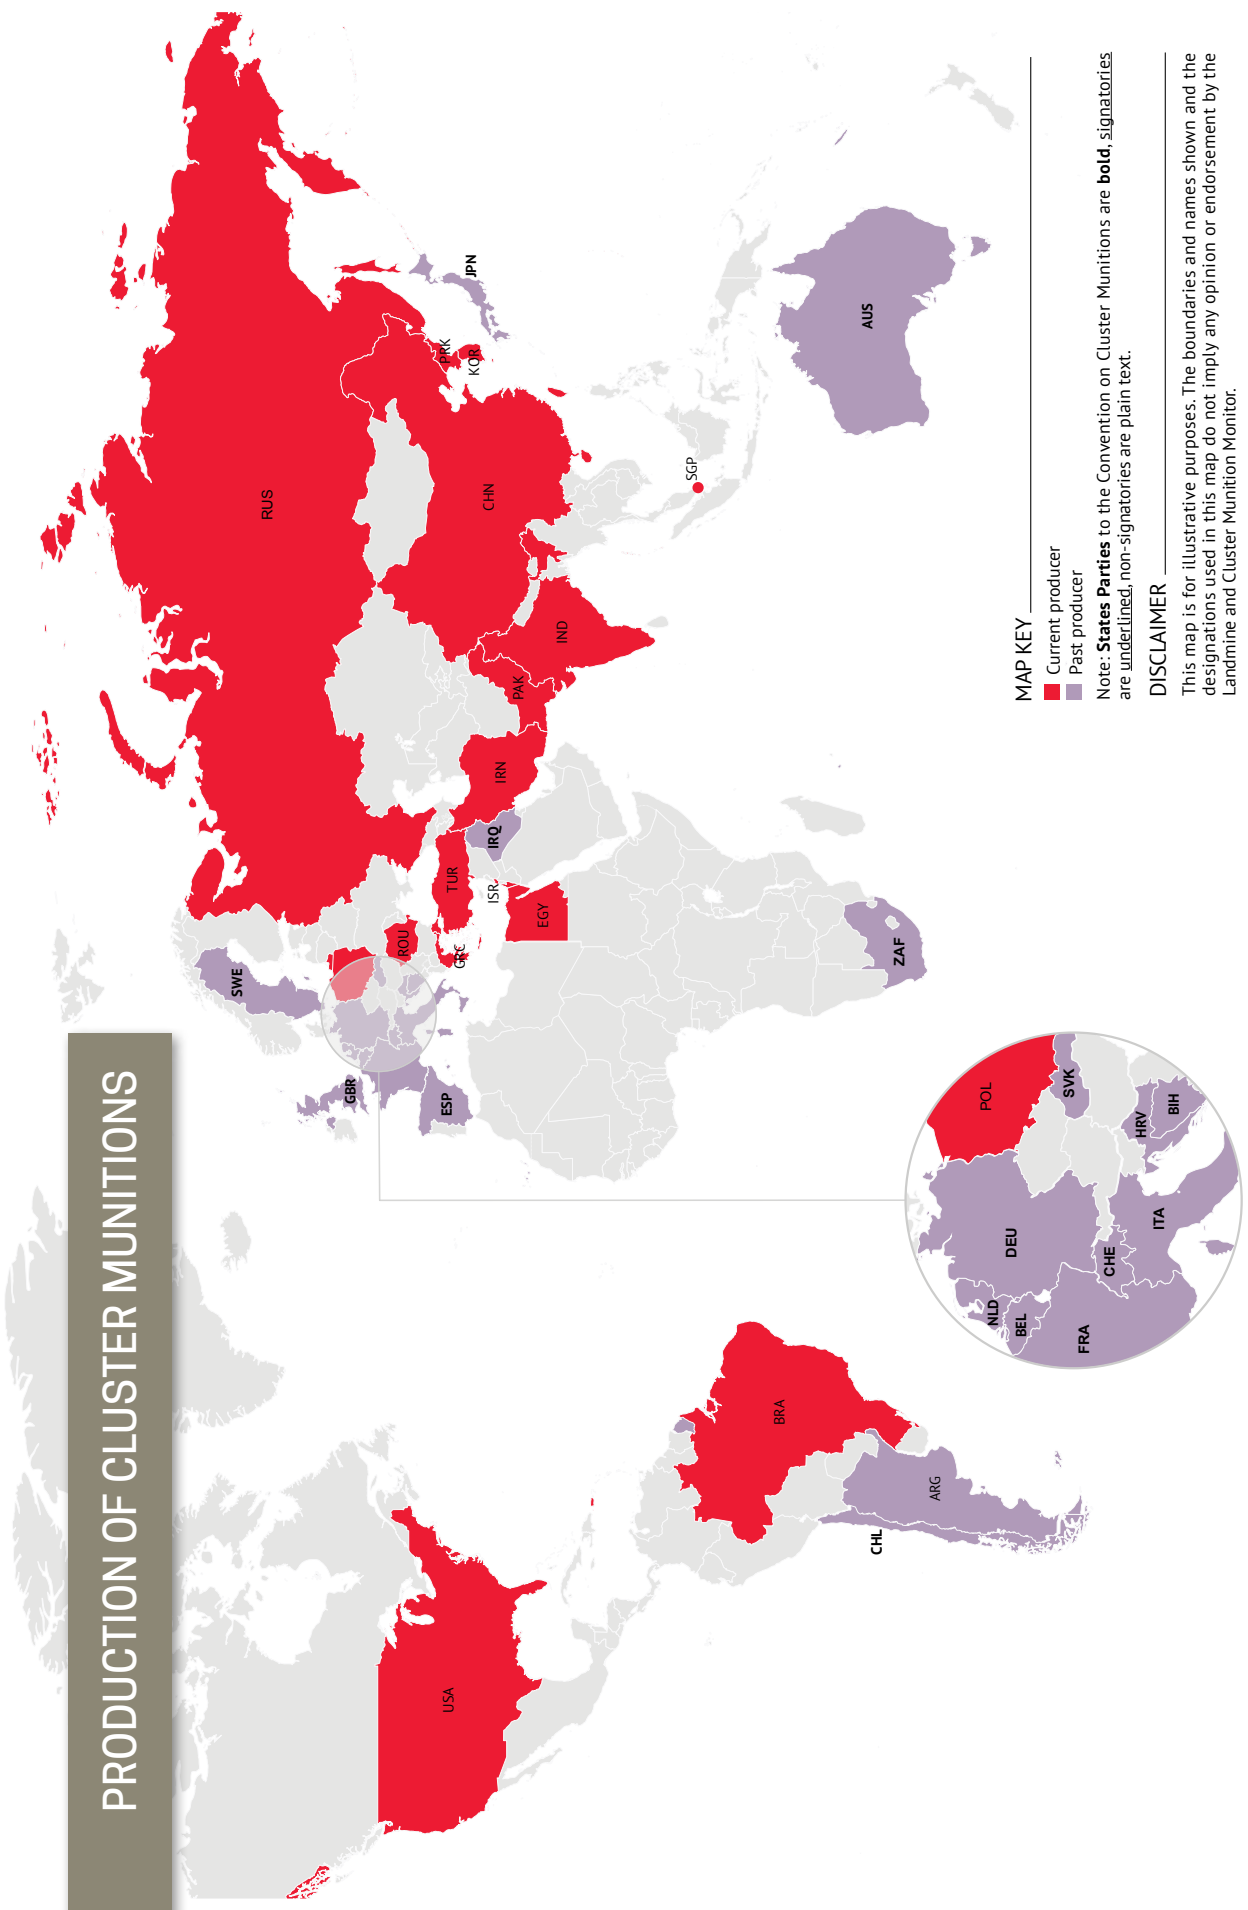 PRODUCTION OF CLUSTER MUNITIONS
RUS
SWE
GBR
ESP
ROU
GRC
TUR
ISR
IRQ
EGY
IRN
PAK
IND
CHN
PRK
KOR
JPN
SGP
AUS
ZAF
USA
BRA
CHL
ARG
POL
SVK
HRV
BIH
DEU
ITA
CHE
NLD
BEL
FRA
MAP KEY
Current producer
Past producer
Note: States Parties to the Convention on Cluster Munitions are bold, signatories
are underlined, non-signatories are plain text.
DISCLAIMER
This map is for illustrative purposes. The boundaries and names shown and the
designations used in this map do not imply any opinion or endorsement by the
Landmine and Cluster Munition Monitor.